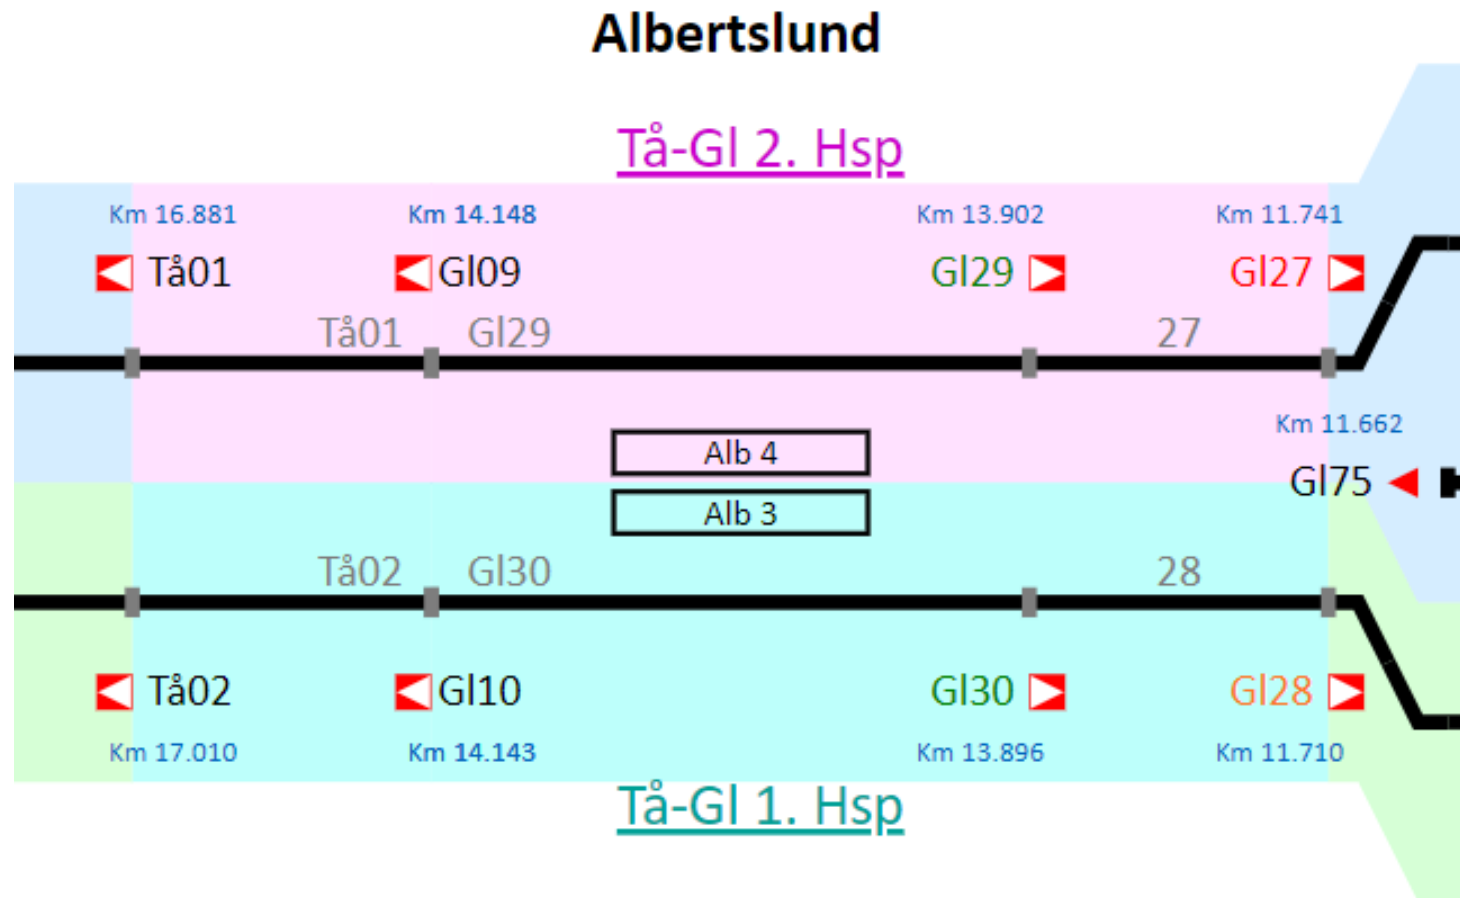 Albertslund
Tå-Gl 2. Hsp
Km 16.881 Km 14.148 Km 13.902 Km 11.741
Tå01 Gl09 Gl29 Gl27
Tå01 Gl29 27
Km 11.662
Alb 4
Gl75
Alb 3
Tå02 Gl30 28
Tå02 Gl10 Gl30 Gl28
Km 17.010 Km 14.143 Km 13.896 Km 11.710
Tå-Gl 1. Hsp